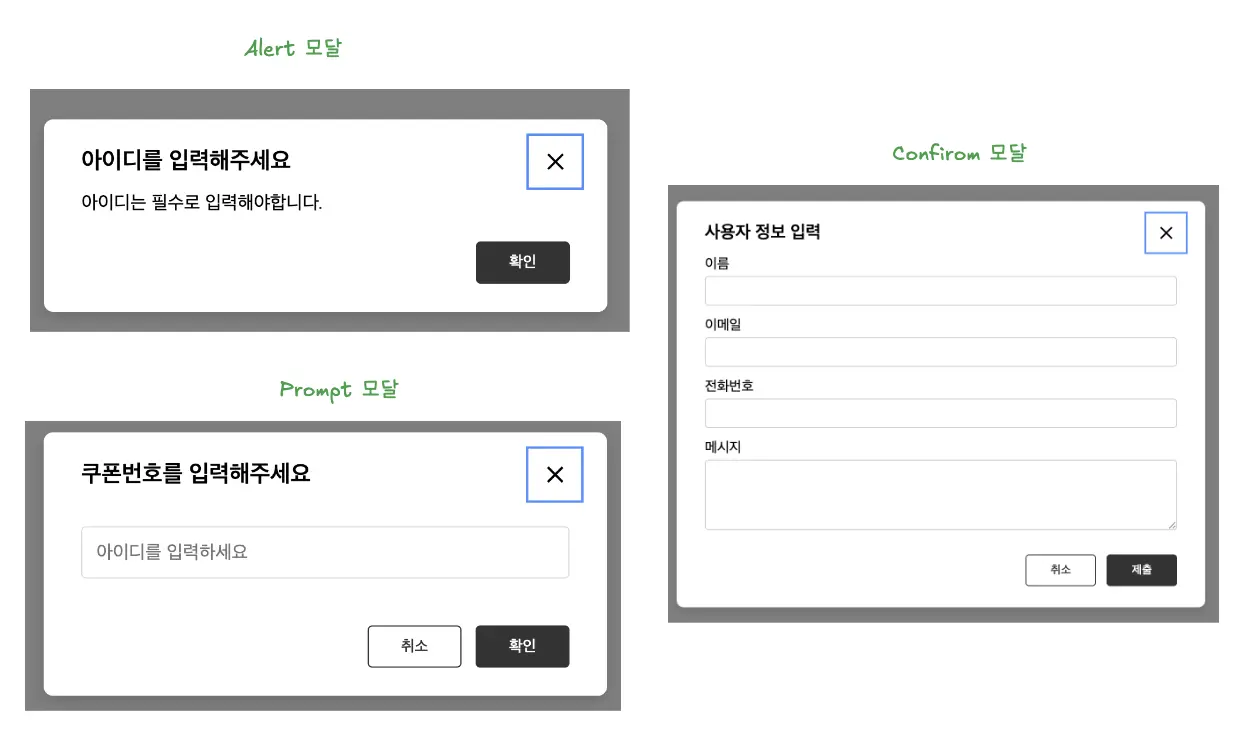 Alert 모달
아이디를 입력해주세요
아이디는 필수로 입력해야합니다.
확인
Prompt 모달
쿠폰번호를 입력해주세요
아이디를 입력하세요
취소 확인
Confirom 모달
사용자 정보 입력
이름
이메일
전화번호
메시지
취소 제출